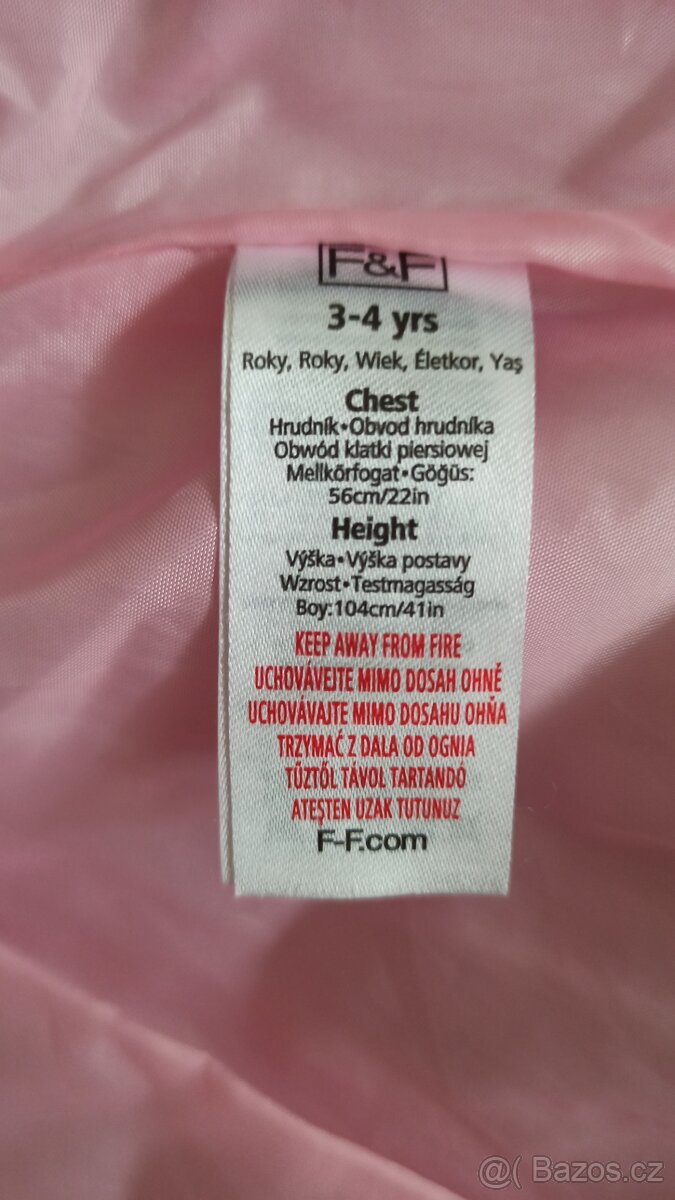 F&F
3-4 yrs
Roky, Roky, Wiek, Életkor, Yaş
Chest
Hrudník•Obvod hrudníka
Obwód klatki piersiowej
Mellkőrfogat•Göğüs:
56cm/22in
Height
Výška•Výška postavy
Wzrost•Testmagasság
Boy:104cm/41in
KEEP AWAY FROM FIRE
UCHOVÁVEJTE MIMO DOSAH OHNĚ
UCHOVÁVAJTE MIMO DOSAHU OHŇA
TRZYMAĆ Z DALA OD OGNIA
TŰZTŐL TÁVOL TARTANDÓ
ATEŞTEN UZAK TUTUNUZ
F-F.com
@( Bazos.cz